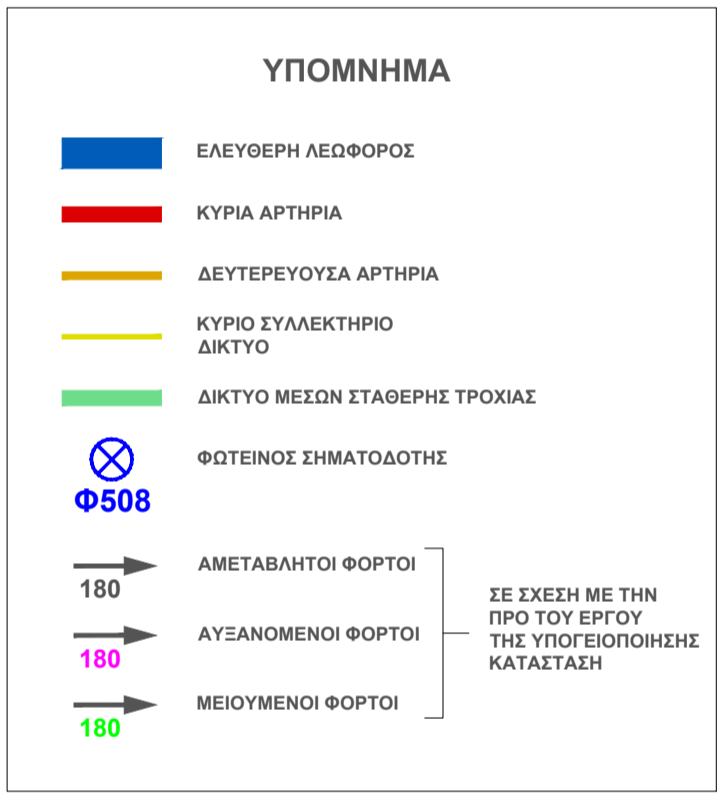 ΥΠΟΜΝΗΜΑ
ΕΛΕΥΘΕΡΗ ΛΕΩΦΟΡΟΣ
ΚΥΡΙΑ ΑΡΤΗΡΙΑ
ΔΕΥΤΕΡΕΥΟΥΣΑ ΑΡΤΗΡΙΑ
ΚΥΡΙΟ ΣΥΛΛΕΚΤΗΡΙΟ
ΔΙΚΤΥΟ
ΔΙΚΤΥΟ ΜΕΣΩΝ ΣΤΑΘΕΡΗΣ ΤΡΟΧΙΑΣ
ΦΩΤΕΙΝΟΣ ΣΗΜΑΤΟΔΟΤΗΣ
Φ508
ΑΜΕΤΑΒΛΗΤΟΙ ΦΟΡΤΟΙ
180
ΑΥΞΑΝΟΜΕΝΟΙ ΦΟΡΤΟΙ
180
ΜΕΙΟΥΜΕΝΟΙ ΦΟΡΤΟΙ
180
ΣΕ ΣΧΕΣΗ ΜΕ ΤΗΝ
ΠΡΟ ΤΟΥ ΕΡΓΟΥ
ΤΗΣ ΥΠΟΓΕΙΟΠΟΙΗΣΗΣ
ΚΑΤΑΣΤΑΣΗ